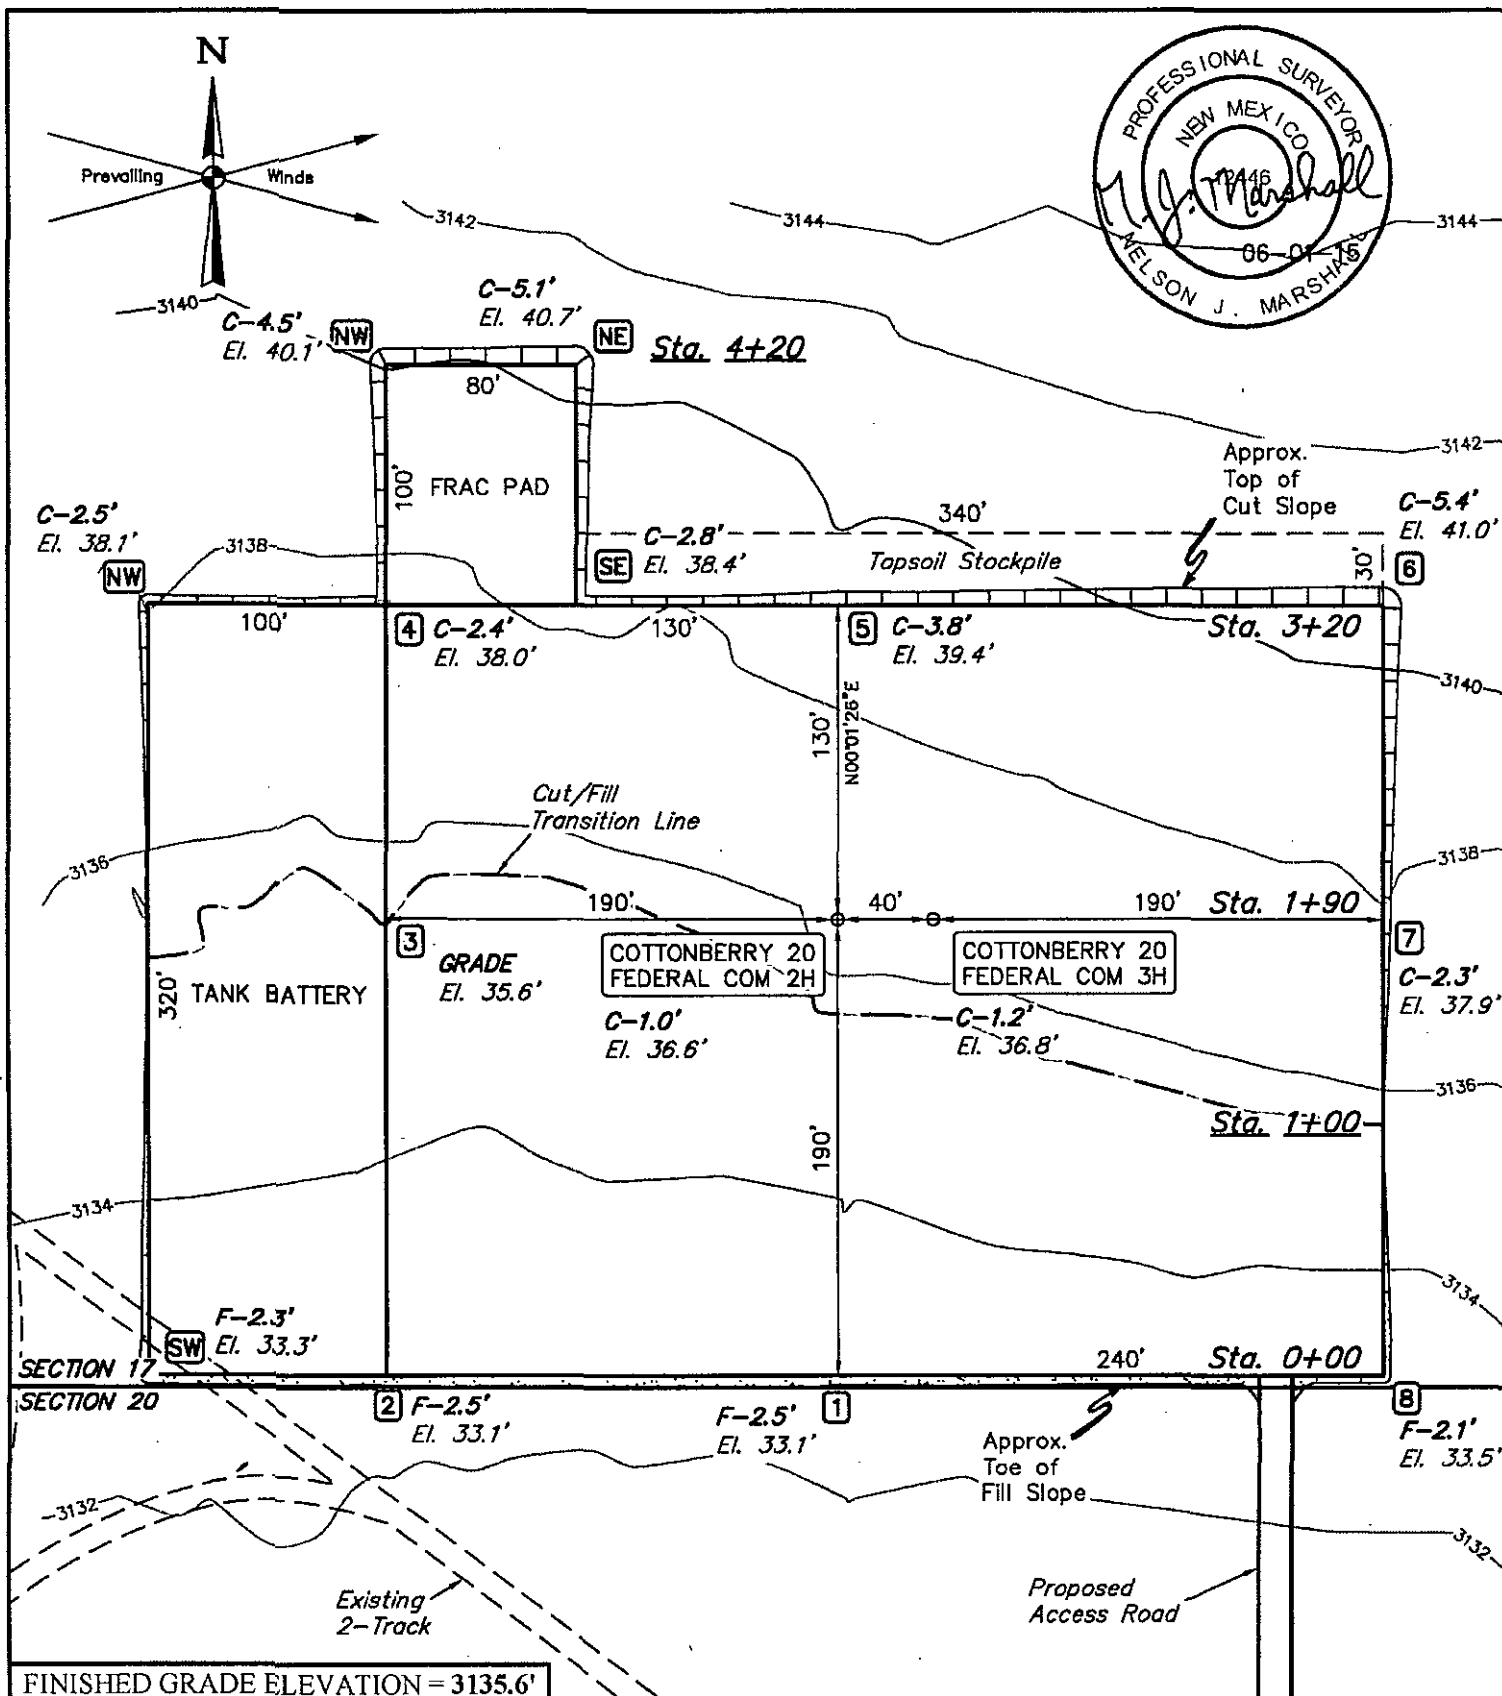 N
Prevailing Winds
PROFESSIONAL SURVEYOR
NEW MEXICO
12446
N. J. Marshall
06-01-15
NELSON J. MARSHALL
3142
3144
3144
3140
C-4.5'
El. 40.1'
NW
C-5.1'
El. 40.7'
NE
Sta. 4+20
80'
100'
FRAC PAD
3142
Approx.
Top of
Cut Slope
C-2.5'
El. 38.1'
NW
3138
C-2.8'
El. 38.4'
SE
340'
Topsoil Stockpile
C-5.4'
El. 41.0'
30'
6
100'
4
C-2.4'
El. 38.0'
130'
5
C-3.8'
El. 39.4'
Sta. 3+20
3140
130'
N00°01'26"E
Cut/Fill
Transition Line
3136
3138
190'
40'
190'
Sta. 1+90
3
GRADE
El. 35.6'
COTTONBERRY 20
FEDERAL COM 2H
COTTONBERRY 20
FEDERAL COM 3H
7
C-2.3'
El. 37.9'
320'
TANK BATTERY
C-1.0'
El. 36.6'
C-1.2'
El. 36.8'
3136
Sta. 1+00
190'
3134
3134
F-2.3'
El. 33.3'
SW
SECTION 17
SECTION 20
240'
Sta. 0+00
2
F-2.5'
El. 33.1'
F-2.5'
El. 33.1'
1
8
F-2.1'
El. 33.5'
Approx.
Toe of
Fill Slope
3132
3132
Existing
2-Track
Proposed
Access Road
FINISHED GRADE ELEVATION = 3135.6'